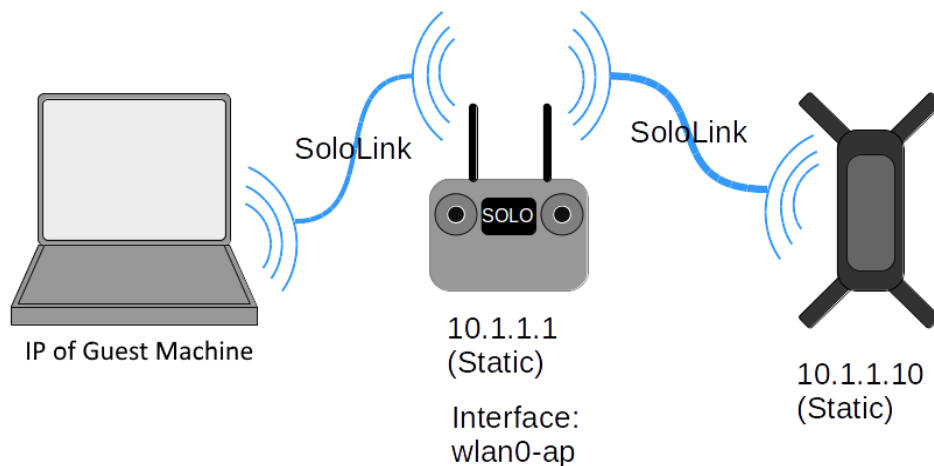 SoloLink
SoloLink
SOLO
IP of Guest Machine
10.1.1.1
(Static)
Interface:
wlan0-ap
10.1.1.10
(Static)